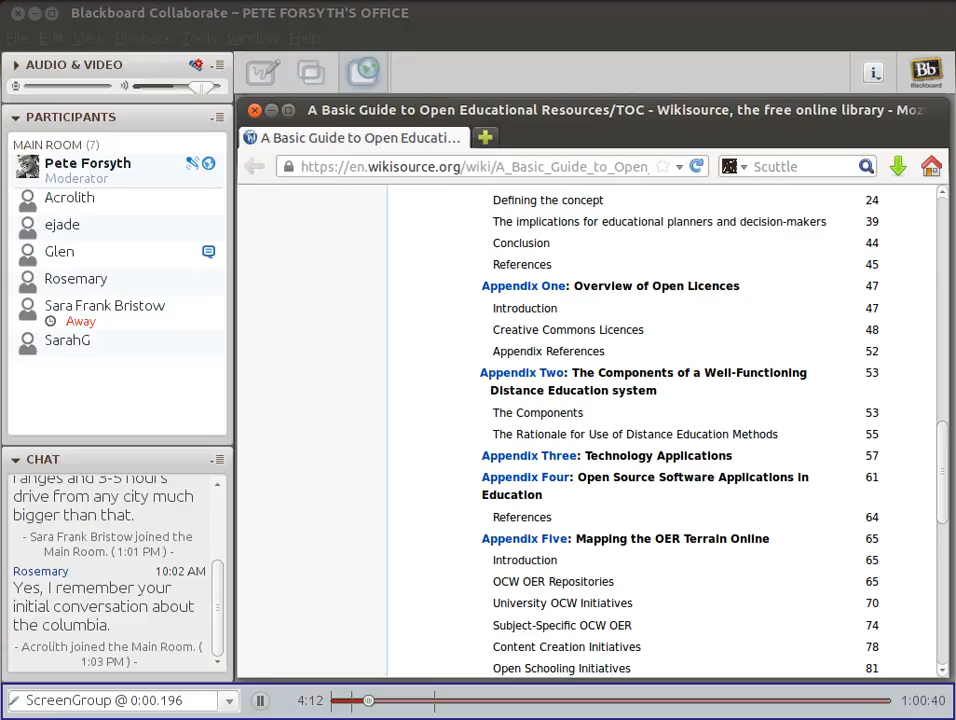 Blackboard Collaborate – PETE FORSYTH'S OFFICE
File Edit View Playback Tools Window Help
AUDIO & VIDEO
PARTICIPANTS
MAIN ROOM (7)
Pete Forsyth
Moderator
Acrolith
ejade
Glen
Rosemary
Sara Frank Bristow
Away
SarahG
CHAT
ranges and 3-5 hours
drive from any city much
bigger than that.
- Sara Frank Bristow joined the
Main Room. ( 1:01 PM ) -
Rosemary 10:02 AM
Yes, I remember your
initial conversation about
the columbia.
- Acrolith joined the Main Room. (
1:03 PM ) -
Bb
Blackboard
A Basic Guide to Open Educational Resources/TOC - Wikisource, the free online library - Moz
A Basic Guide to Open Educati...
https://en.wikisource.org/wiki/A_Basic_Guide_to_Open_
Scuttle
Defining the concept 24
The implications for educational planners and decision-makers 39
Conclusion 44
References 45
Appendix One: Overview of Open Licences 47
Introduction 47
Creative Commons Licences 48
Appendix References 52
Appendix Two: The Components of a Well-Functioning 53
Distance Education system
The Components 53
The Rationale for Use of Distance Education Methods 55
Appendix Three: Technology Applications 57
Appendix Four: Open Source Software Applications in 61
Education
References 64
Appendix Five: Mapping the OER Terrain Online 65
Introduction 65
OCW OER Repositories 65
University OCW Initiatives 70
Subject-Specific OCW OER 74
Content Creation Initiatives 78
Open Schooling Initiatives 81
ScreenGroup @ 0:00.196
4:12
1:00:40